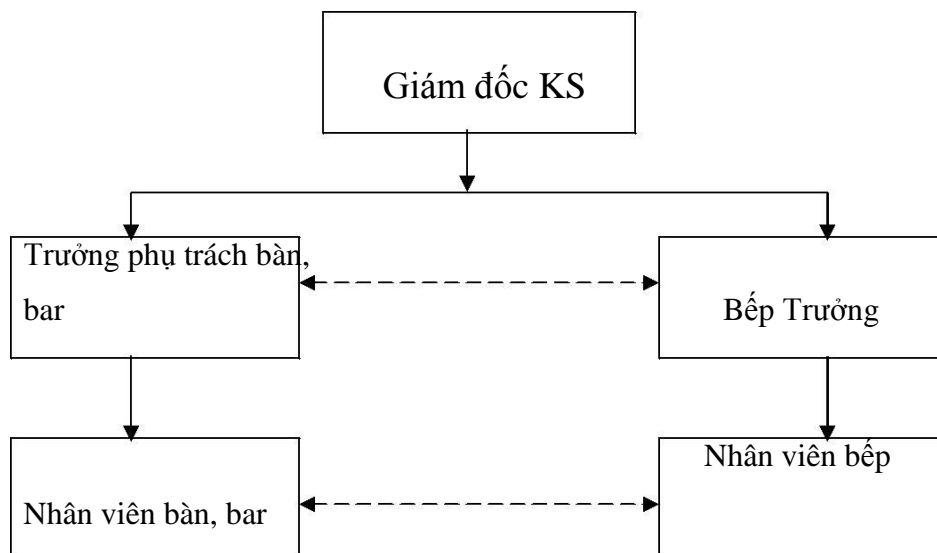 Giám đốc KS
Trưởng phụ trách bàn,
bar
Bếp Trưởng
Nhân viên bàn, bar
Nhân viên bếp